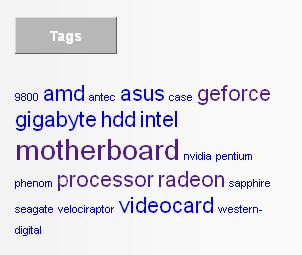 Tags
9800 amd antec asus case geforce
gigabyte hdd intel
motherboard nvidia pentium
phenom processor radeon sapphire
seagate velociraptor videocard western-
digital